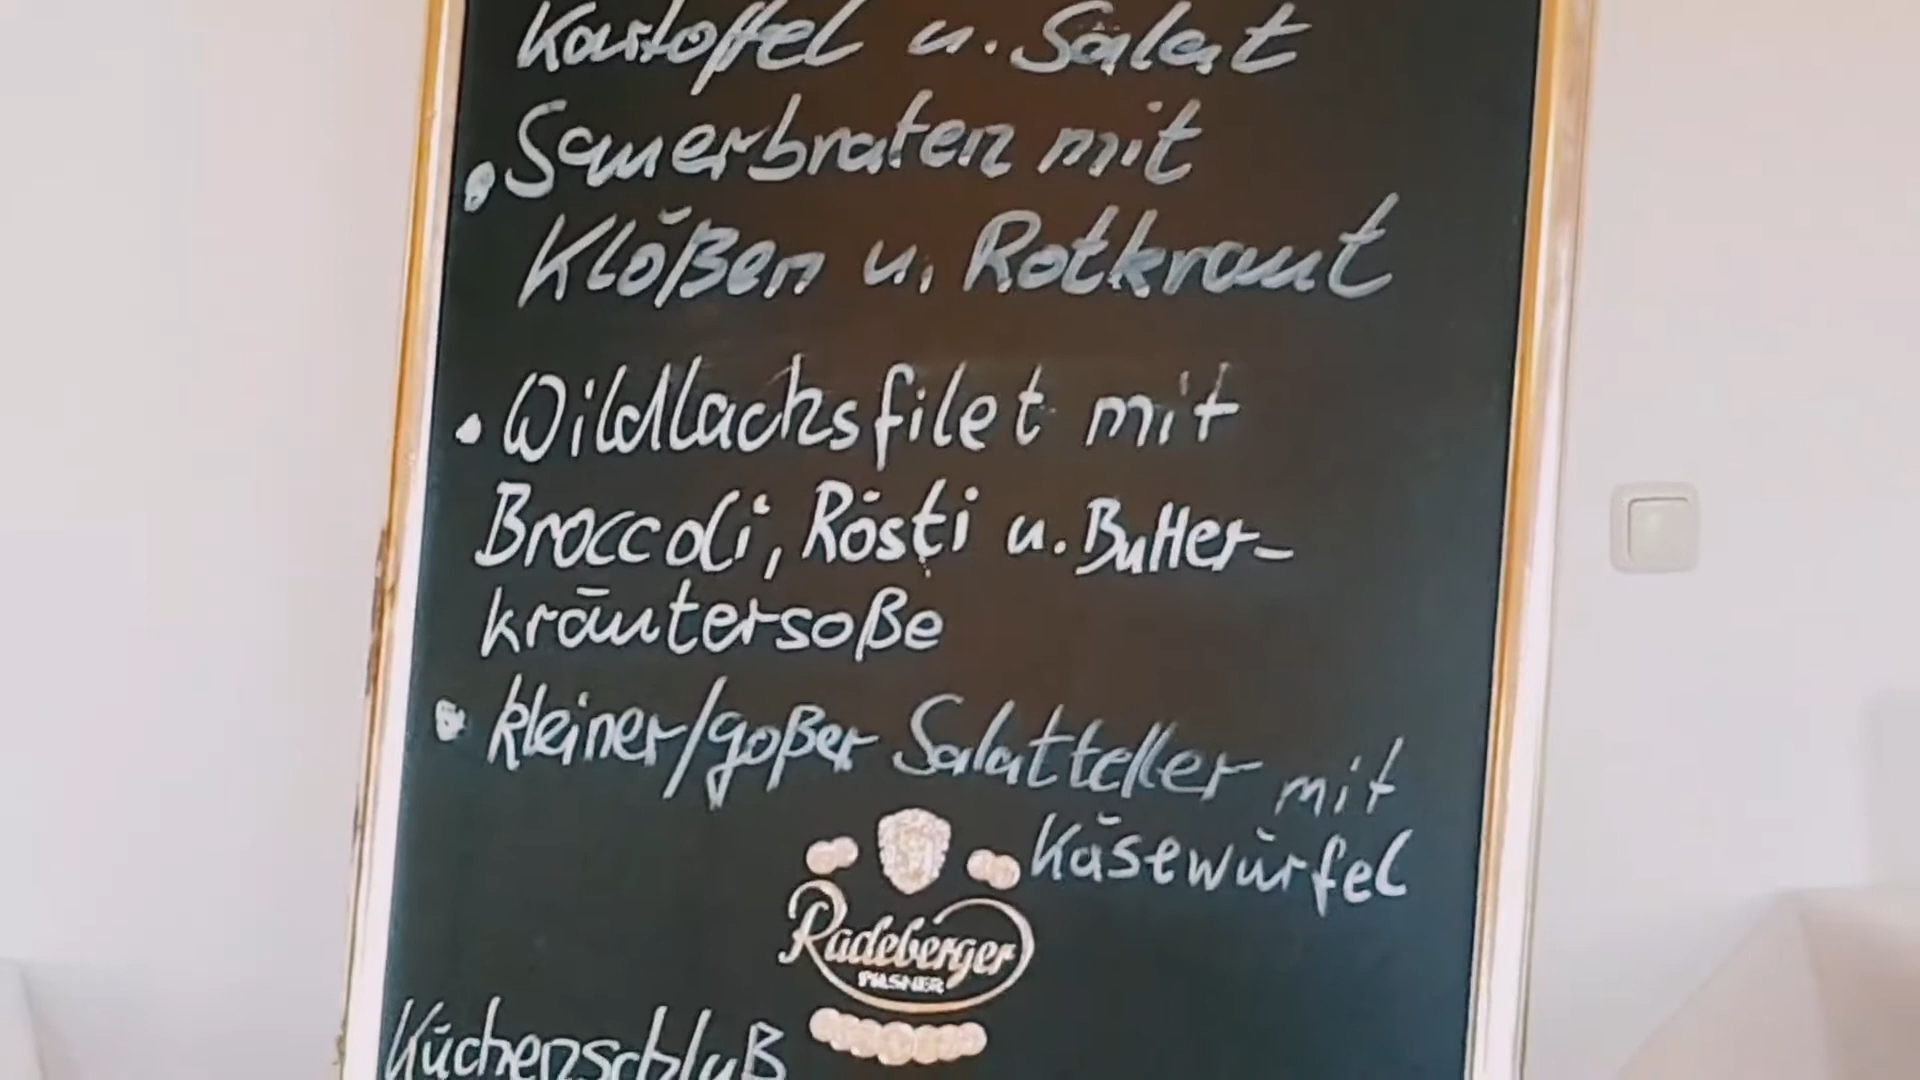 Kartoffel u. Salat
• Sauerbraten mit
Klößen u. Rotkraut
• Wildlachsfilet mit
Broccoli, Rösti u. Butter-
kräutersoße
• kleiner/goßer Salatteller mit
Käsewürfel
Radeberger
PILSNER
Küchenschluß